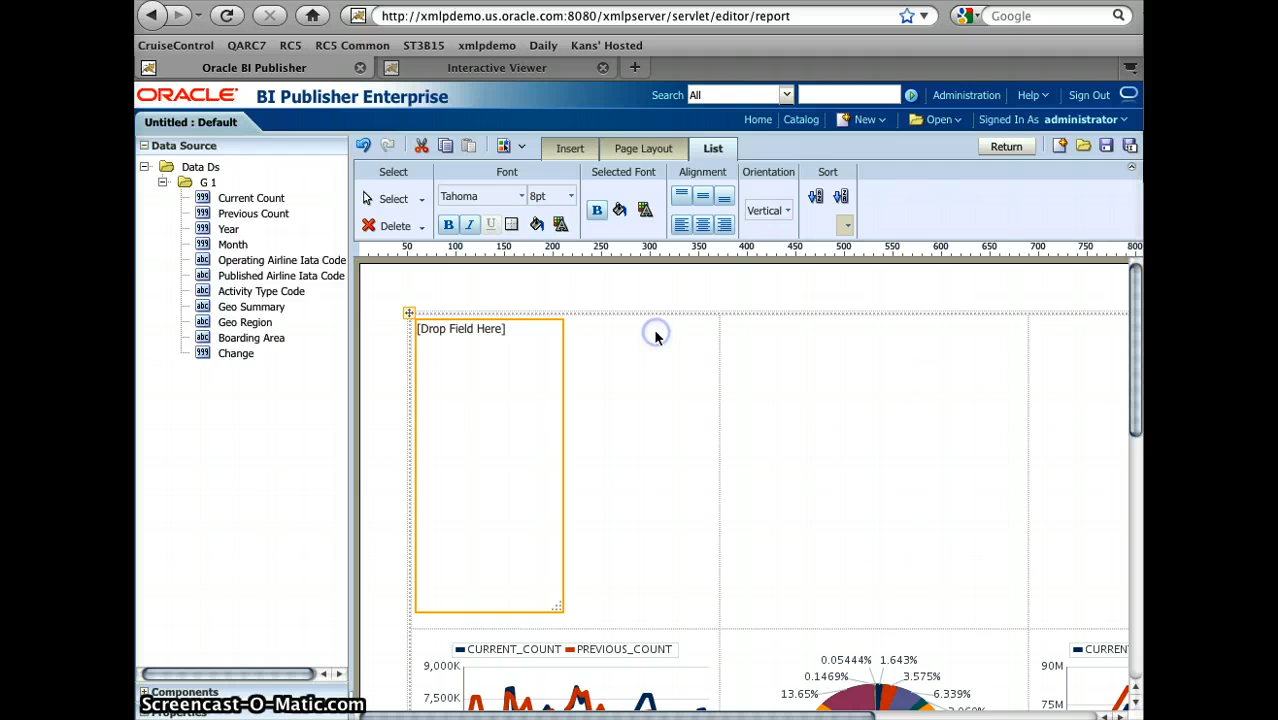 http://xmlpdemo.us.oracle.com:8080/xmlpserver/servlet/editor/report
Google
CruiseControl QARC7 RC5 RC5 Common ST3B15 xmlpdemo Daily Kans' Hosted
Oracle BI Publisher Interactive Viewer
ORACLE BI Publisher Enterprise Search All Administration Help Sign Out
Home Catalog New Open Signed In As administrator
Untitled : Default
Data Source Insert Page Layout List Return
Data Ds Select Font Selected Font Alignment Orientation Sort
G 1
Current Count Select Tahoma 8pt
Previous Count Vertical
Year Delete B I U B
Month 50 100 150 200 250 300 350 400 450 500 550 600 650 700 750 800
Operating Airline Iata Code
Published Airline Iata Code
Activity Type Code
Geo Summary
Geo Region
Boarding Area
Change
[Drop Field Here]
CURRENT_COUNT PREVIOUS_COUNT
9,000K
7,500K
0.05444% 1.643%
0.1469% 3.575%
13.65% 6.339%
CURREN
90M
75M
Components
Screencast-O-Matic.com